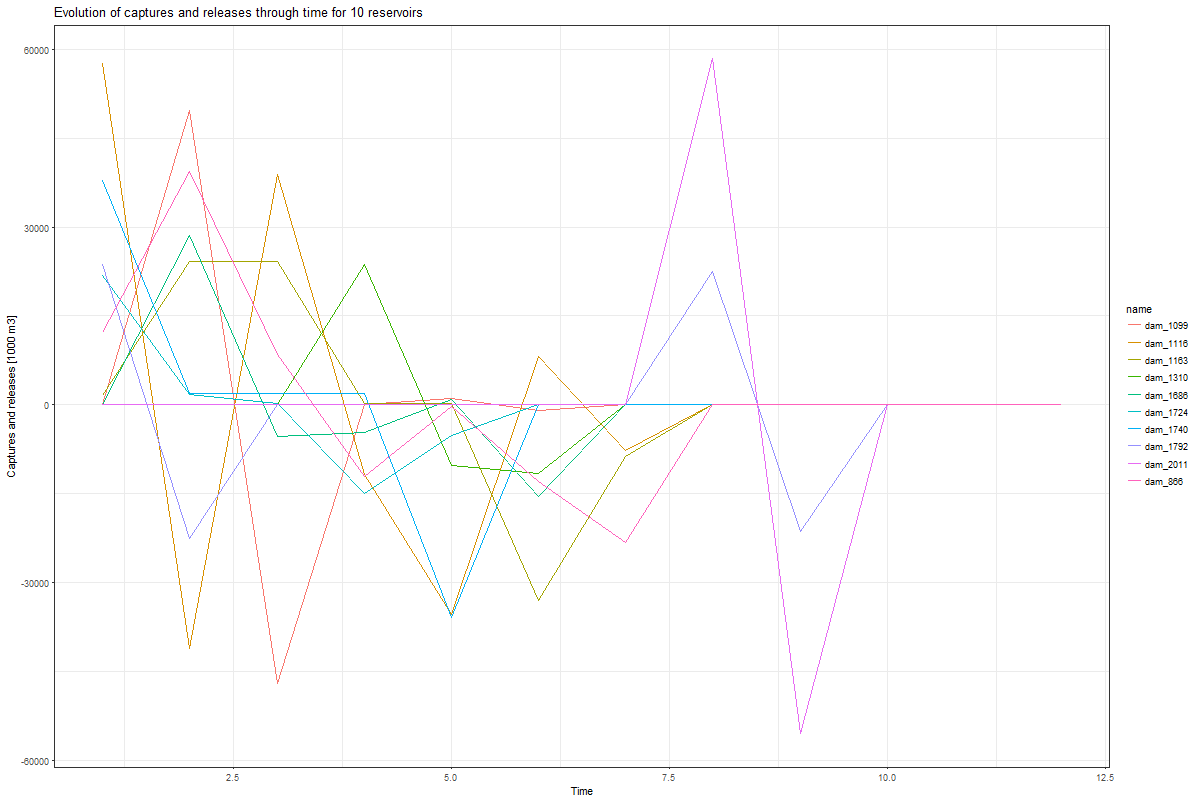 Evolution of captures and releases through time for 10 reservoirs
Captures and releases [1000 m3]
60000
30000
0
-30000
-60000
2.5
5.0
7.5
10.0
12.5
Time
name
dam_1099
dam_1116
dam_1163
dam_1310
dam_1686
dam_1724
dam_1740
dam_1792
dam_2011
dam_866